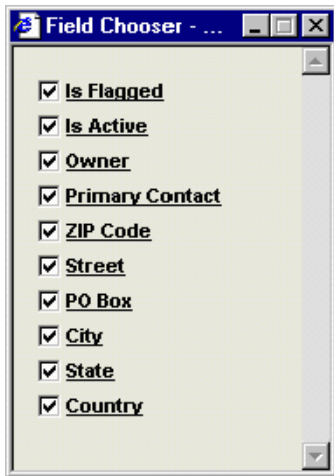 Field Chooser - ...
Is Flagged
Is Active
Owner
Primary Contact
ZIP Code
Street
PO Box
City
State
Country